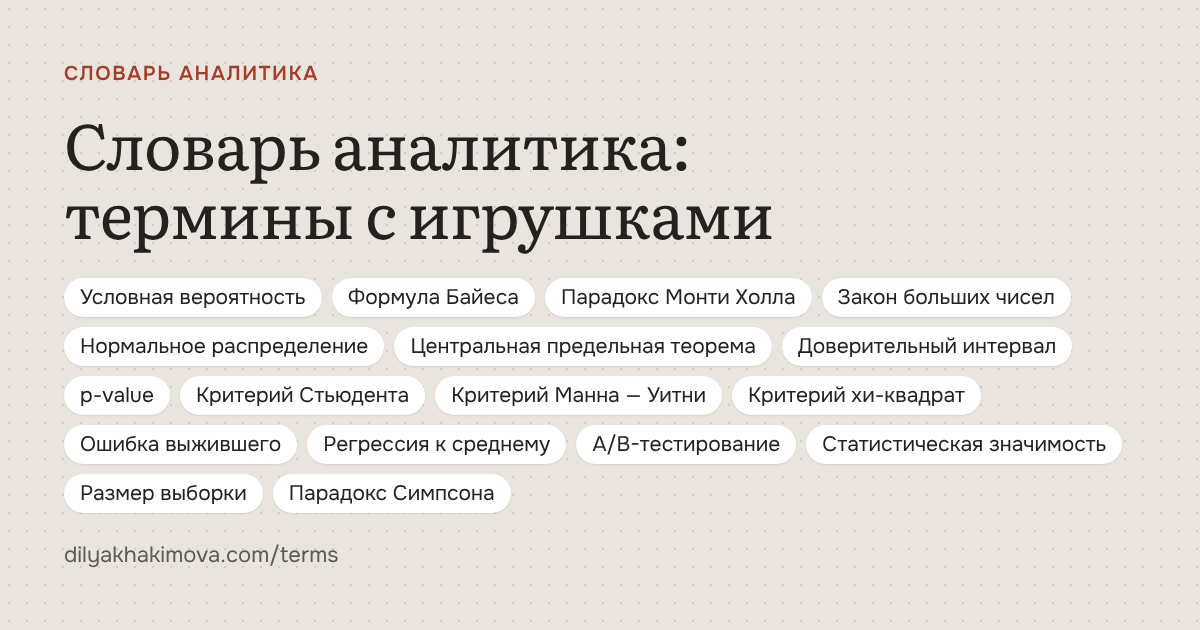 СЛОВАРЬ АНАЛИТИКА
Словарь аналитика:
термины с игрушками
Условная вероятность Формула Байеса Парадокс Монти Холла Закон больших чисел
Нормальное распределение Центральная предельная теорема Доверительный интервал
p-value Критерий Стьюдента Критерий Манна — Уитни Критерий хи-квадрат
Ошибка выжившего Регрессия к среднему A/B-тестирование Статистическая значимость
Размер выборки Парадокс Симпсона
dilyakhakimova.com/terms